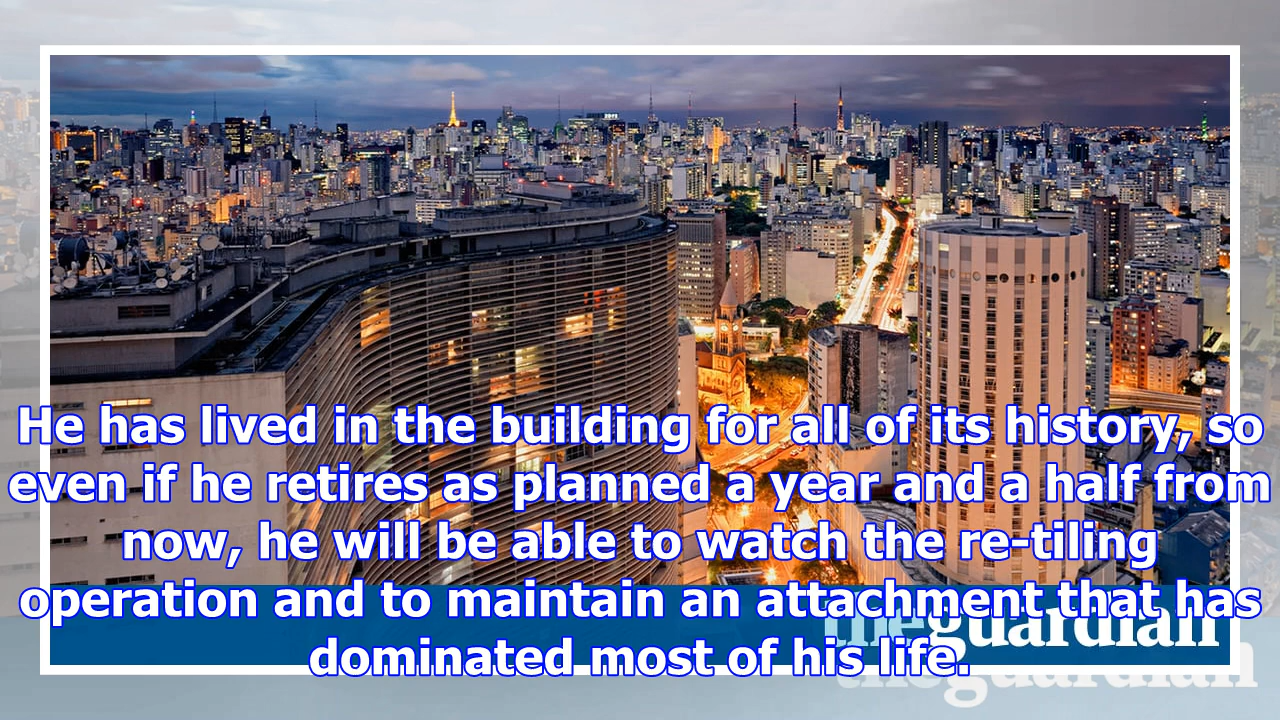 He has lived in the building for all of its history, so
even if he retires as planned a year and a half from
now, he will be able to watch the re-tiling
operation and to maintain an attachment that has
dominated most of his life.
theguardian
theguardian